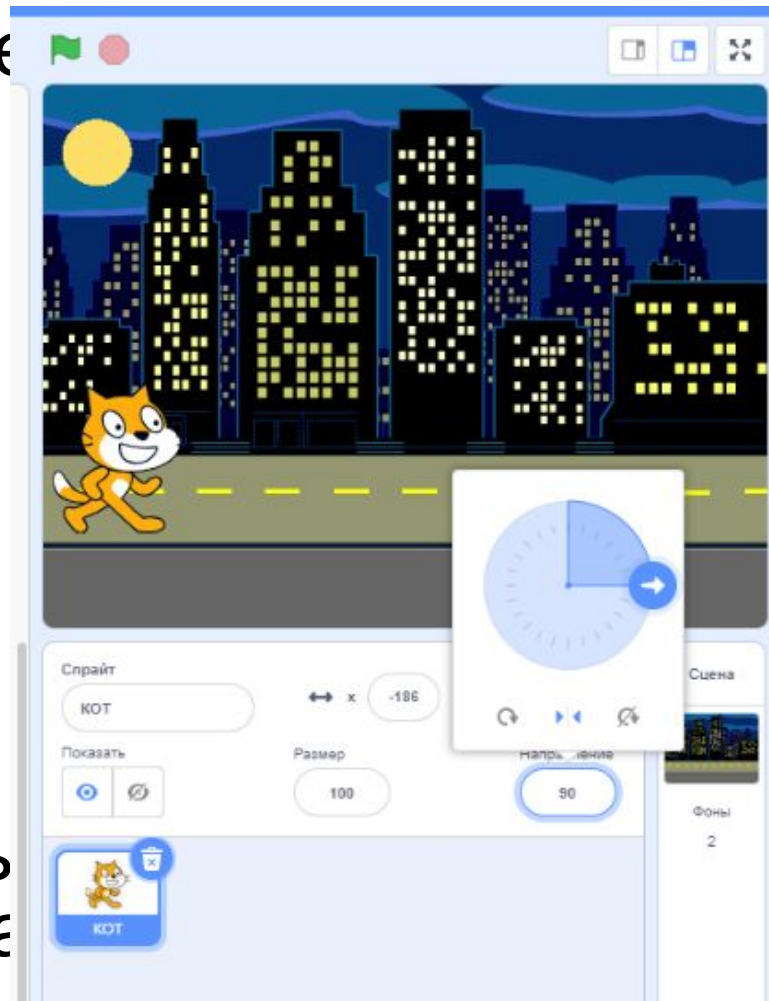 е
Спрайт
КОТ
x
-186
Сцена
Показать
Размер
100
90
Фоны
2
КОТ